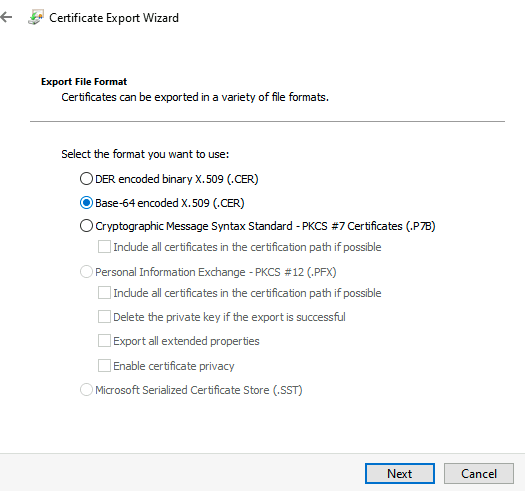 Certificate Export Wizard
Export File Format
Certificates can be exported in a variety of file formats.
Select the format you want to use:
DER encoded binary X.509 (.CER)
Base-64 encoded X.509 (.CER)
Cryptographic Message Syntax Standard - PKCS #7 Certificates (.P7B)
Include all certificates in the certification path if possible
Personal Information Exchange - PKCS #12 (.PFX)
Include all certificates in the certification path if possible
Delete the private key if the export is successful
Export all extended properties
Enable certificate privacy
Microsoft Serialized Certificate Store (.SST)
Next Cancel